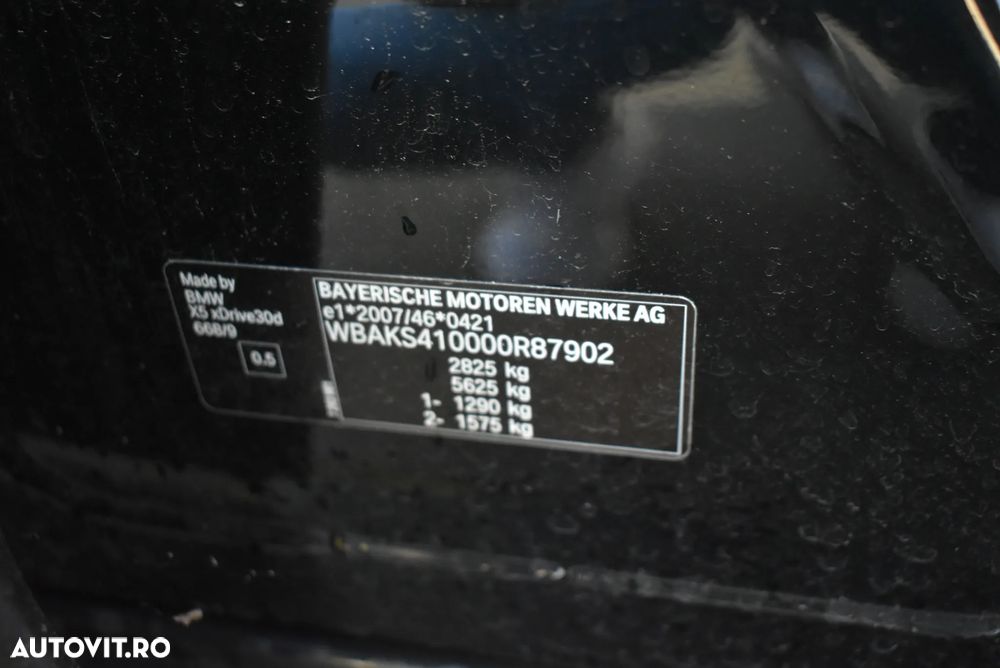 Made by
BMW
X5 xDrive30d
668/9
0.5
BAYERISCHE MOTOREN WERKE AG
e1*2007/46*0421
WBAKS410000R87902
2825 kg
5625 kg
1- 1290 kg
2- 1575 kg
AUTOVIT.RO